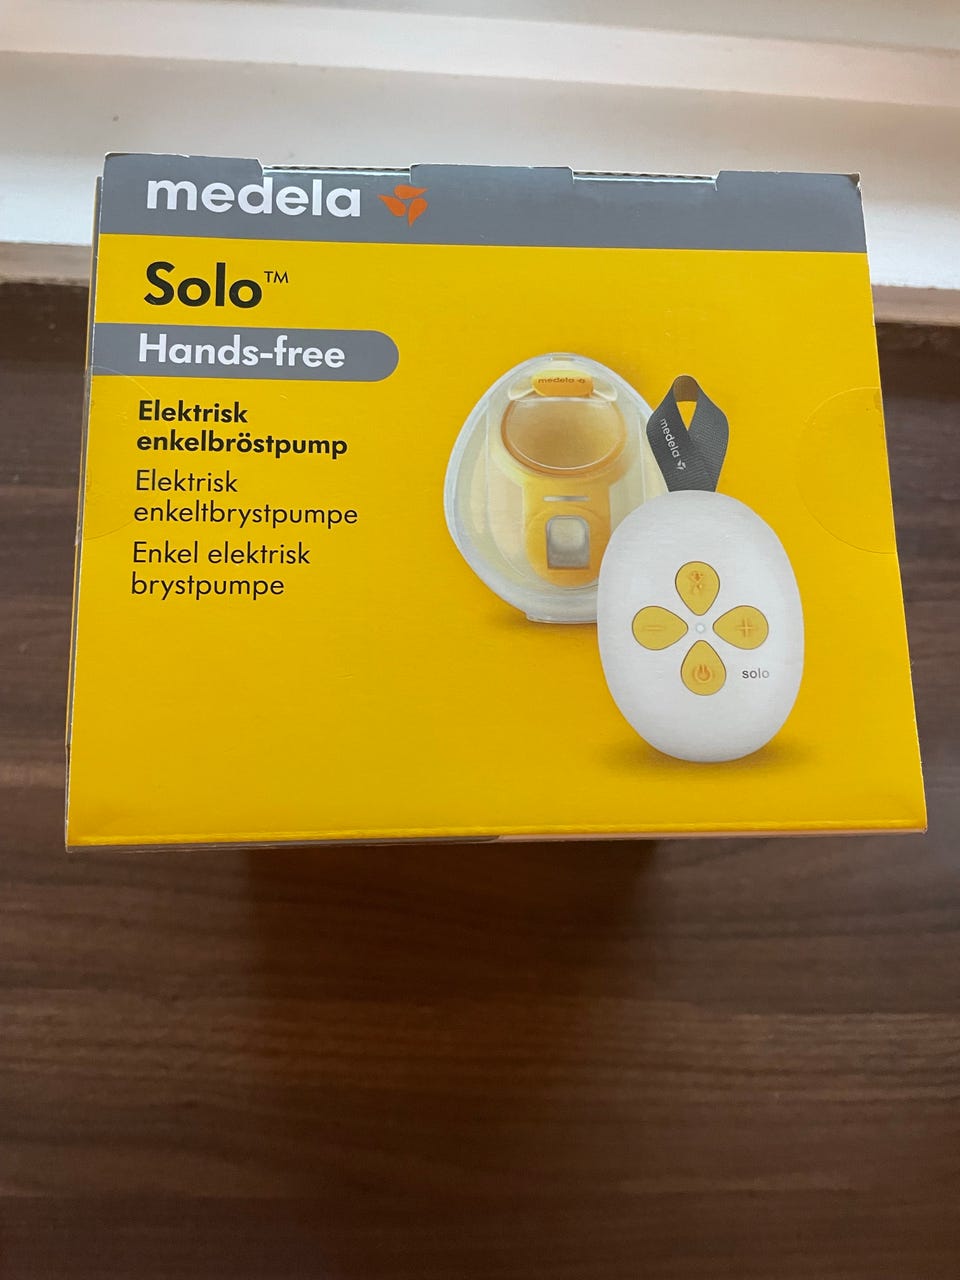 medela
Solo™
Hands-free
Elektrisk
enkelbröstpump
Elektrisk
enkeltbrystpumpe
Enkel elektrisk
brystpumpe
medela
medela
solo